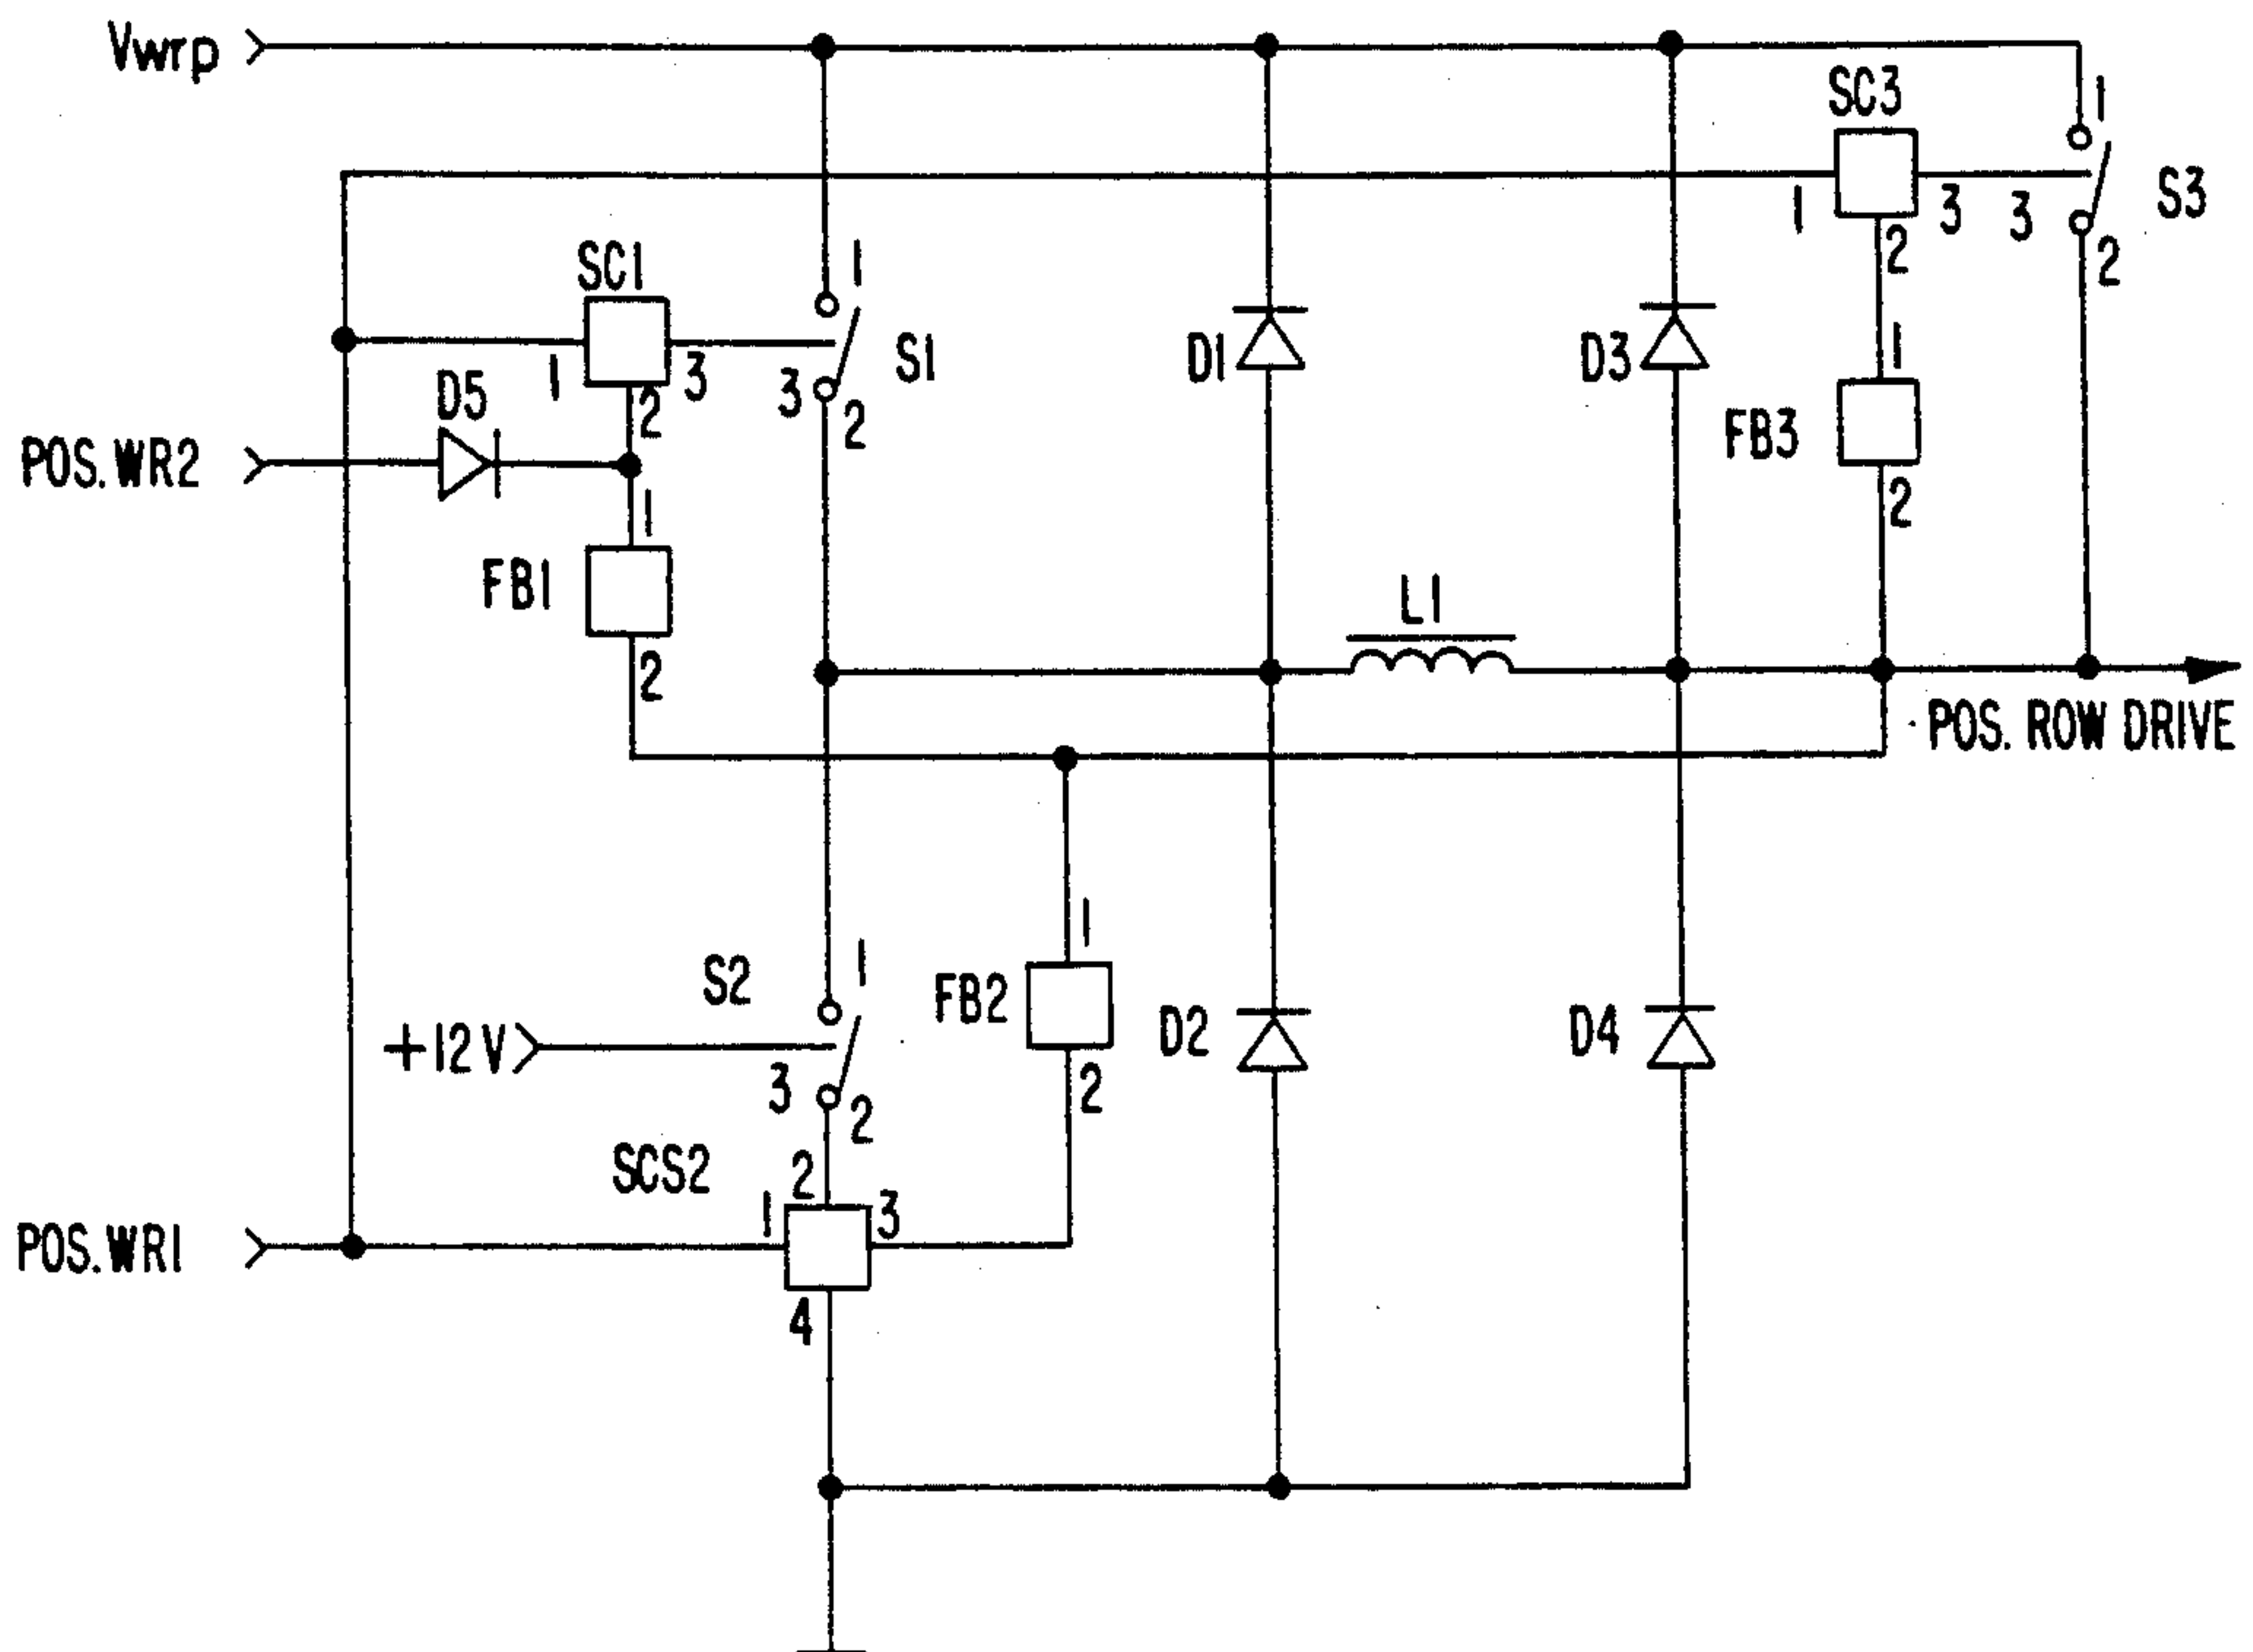 Vwrp
1
SC3
1
3
3
S3
2
2
SC1
1
1
3
3
S1
2
2
D5
D1
D3
1
FB3
2
POS.WR2
1
FB1
2
L1
POS. ROW DRIVE
S2
1
1
FB2
D2
D4
+12V
3
2
2
SCS2
2
1
3
POS.WR1
4